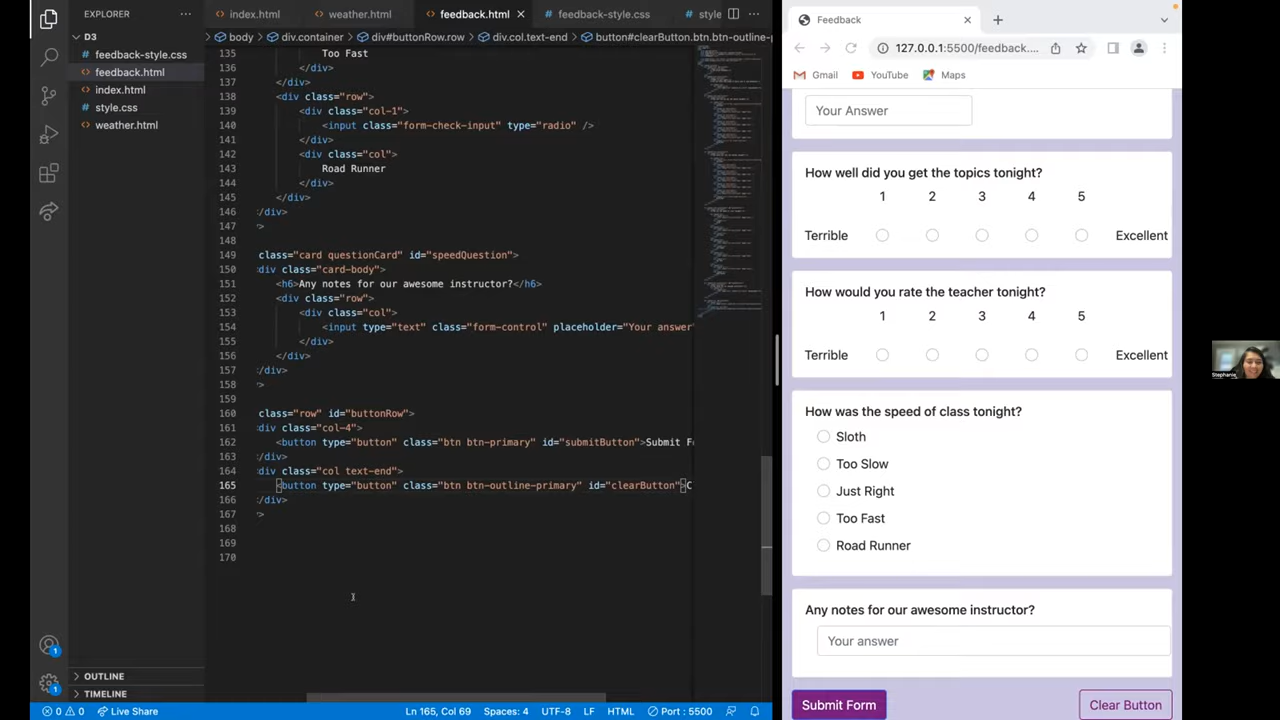 EXPLORER
D3
feedback-style.css
feedback.html
index.html
style.css
weather.html
OUTLINE
TIMELINE
index.html
weather.html
feedback.html
feedback-style.css
style
body > div.container > div#buttonRow.row > div.col.text-end > button#clearButton.btn.btn-outline-p
135 Too Fast
136 </div>
137 </div>
138 <div class="row">
139 <div class="col-1">
140 <input class="form-check-input" type="radio" />
141 </div>
142 <div class="col">
143 Road Runner
144 </div>
145 </div>
146 </div>
147 >
148
149 class="card questionCard" id="speedQuestion">
150 div class="card-body">
151 <h6>Any notes for our awesome instructor?</h6>
152 <div class="row">
153 <div class="col">
154 <input type="text" class="form-control" placeholder="Your answer"
155 </div>
156 </div>
157 /div>
158 >
159
160 class="row" id="buttonRow">
161 div class="col-4">
162 <button type="button" class="btn btn-primary" id="submitButton">Submit F
163 /div>
164 div class="col text-end">
165 <button type="button" class="btn btn-outline-primary" id="clearButton">C
166 /div>
167 >
168
169
170
0 0 Live Share
Ln 165, Col 69 Spaces: 4 UTF-8 LF HTML Port : 5500
1
1
Feedback
127.0.0.1:5500/feedback....
Gmail YouTube Maps
Your Answer
How well did you get the topics tonight?
1 2 3 4 5
Terrible Excellent
How would you rate the teacher tonight?
1 2 3 4 5
Terrible Excellent
How was the speed of class tonight?
Sloth
Too Slow
Just Right
Too Fast
Road Runner
Any notes for our awesome instructor?
Your answer
Submit Form Clear Button
Stephanie